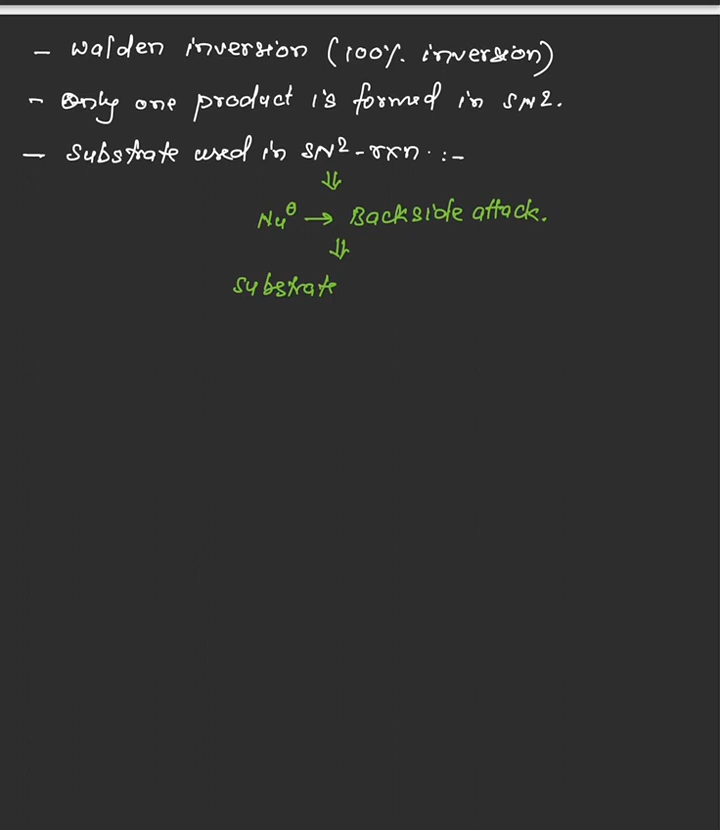 - Walden inversion (100%. inversion)
- Only one product is formed in SN2.
- Substrate used in SN2-rxn. :-
⇓
Nu⊖ → Backside attack.
⇓
substrate